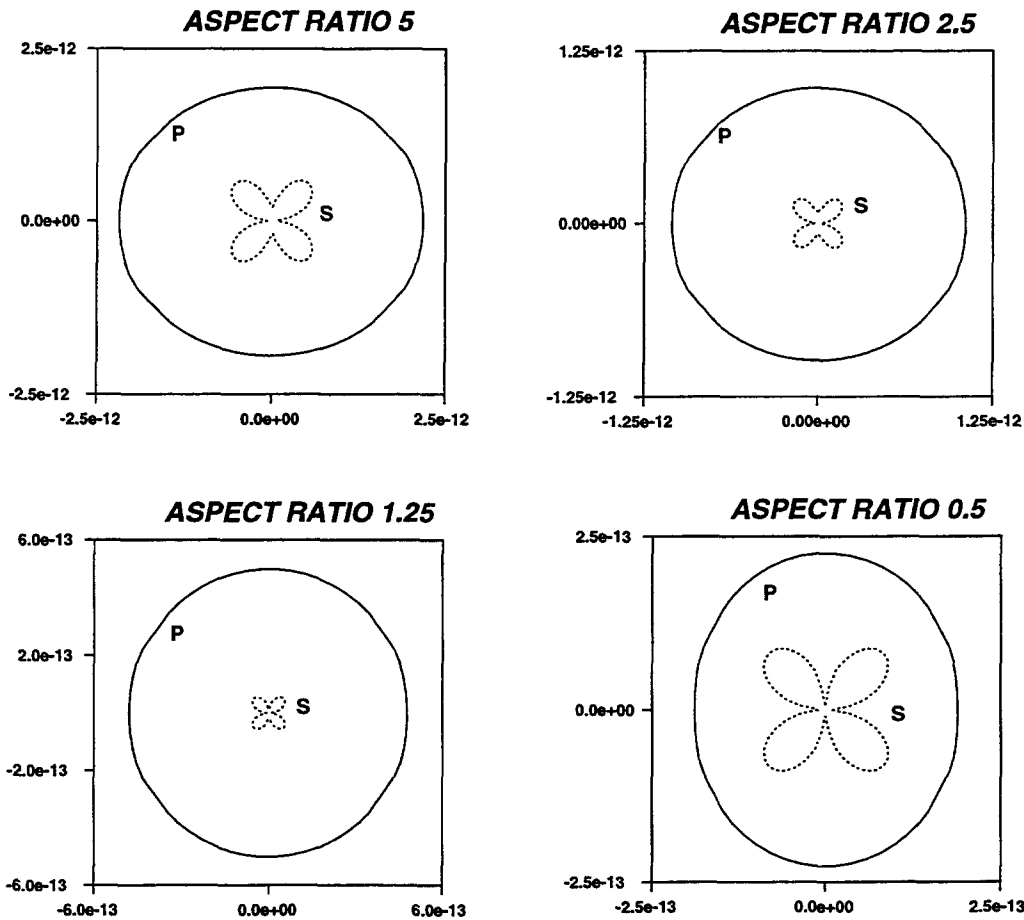 ASPECT RATIO 5
2.5e-12
P
S
0.0e+00
-2.5e-12
-2.5e-12 0.0e+00 2.5e-12
ASPECT RATIO 2.5
1.25e-12
P
S
0.00e+00
-1.25e-12
-1.25e-12 0.00e+00 1.25e-12
ASPECT RATIO 1.25
6.0e-13
P
2.0e-13
S
-2.0e-13
-6.0e-13
-6.0e-13 0.0e+00 6.0e-13
ASPECT RATIO 0.5
2.5e-13
P
0.0e+00
S
-2.5e-13
-2.5e-13 0.0e+00 2.5e-13